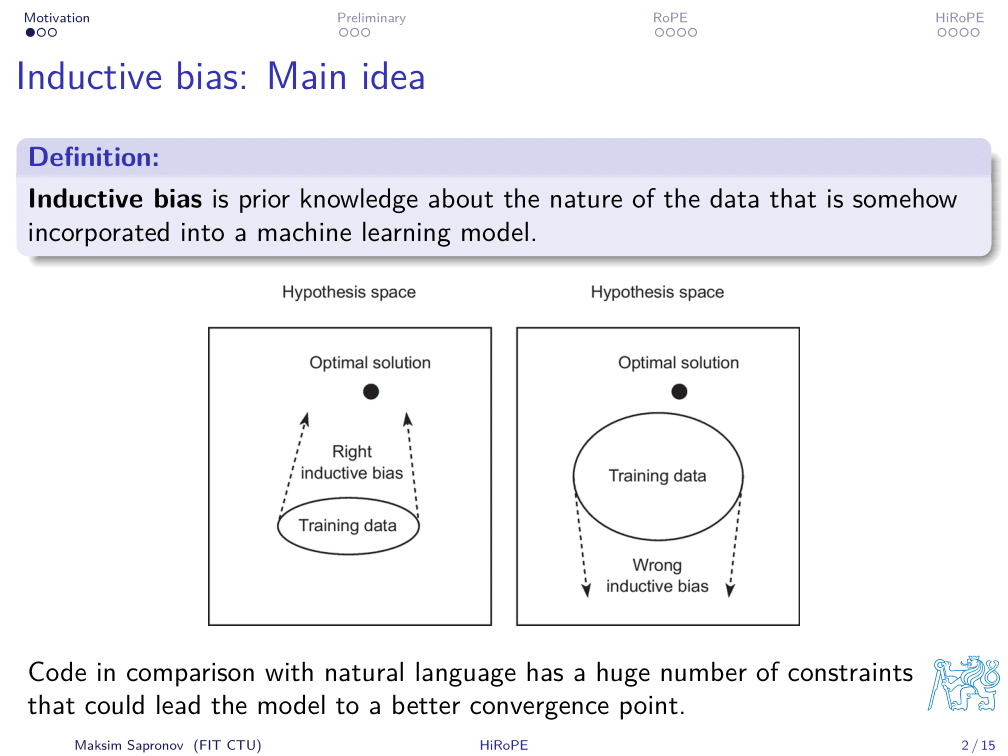 Motivation
Preliminary
RoPE
HiRoPE
Inductive bias: Main idea
Definition:
Inductive bias is prior knowledge about the nature of the data that is somehow
incorporated into a machine learning model.
Hypothesis space
Optimal solution
Right
inductive bias
Training data
Hypothesis space
Optimal solution
Training data
Wrong
inductive bias
Code in comparison with natural language has a huge number of constraints
that could lead the model to a better convergence point.
Maksim Sapronov (FIT CTU)
HiRoPE
2 / 15